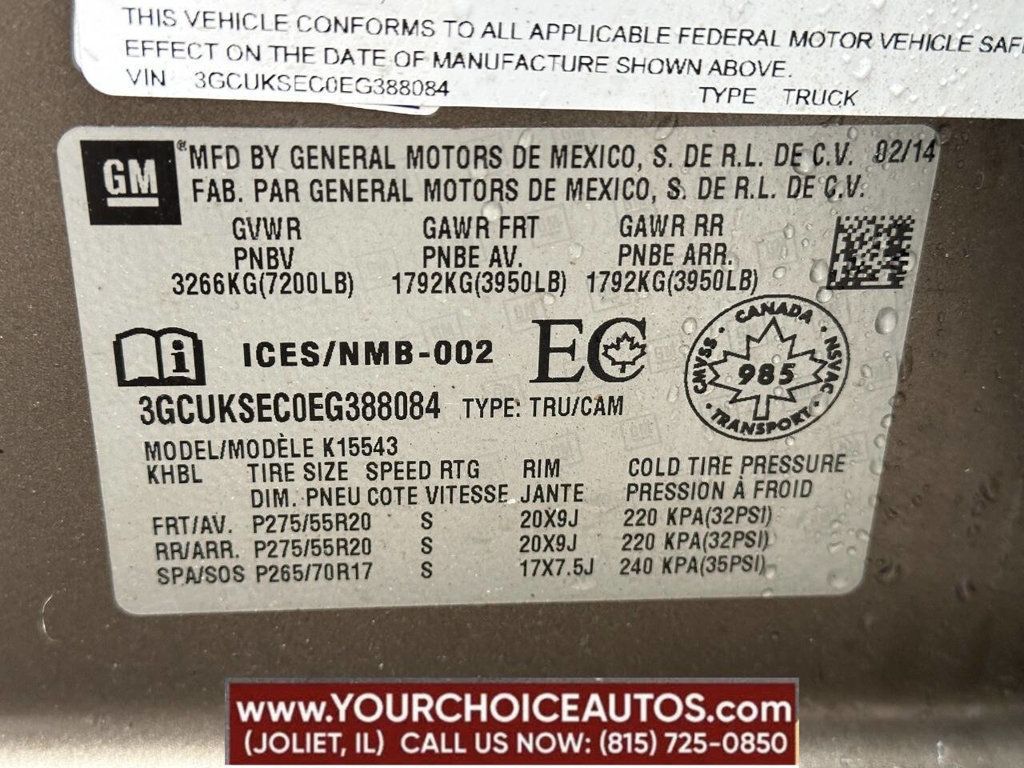 THIS VEHICLE CONFORMS TO ALL APPLICABLE FEDERAL MOTOR VEHICLE
EFFECT ON THE DATE OF MANUFACTURE SHOWN ABOVE.
VIN 3GCUKSEC0EG388084 TYPE TRUCK
GM ® MFD BY GENERAL MOTORS DE MEXICO, S. DE R.L. DE C.V. 02/14
FAB. PAR GENERAL MOTORS DE MEXICO, S. DE R.L. DE C.V.
GVWR GAWR FRT GAWR RR
PNBV PNBE AV. PNBE ARR.
3266KG(7200LB) 1792KG(3950LB) 1792KG(3950LB)
i ICES/NMB-002 EC CANADA CMVSS 985 NSVAC TRANSPORT
3GCUKSEC0EG388084 TYPE: TRU/CAM
MODEL/MODÈLE K15543
KHBL TIRE SIZE SPEED RTG RIM COLD TIRE PRESSURE
DIM. PNEU COTE VITESSE JANTE PRESSION À FROID
FRT/AV. P275/55R20 S 20X9J 220 KPA(32PSI)
RR/ARR. P275/55R20 S 20X9J 220 KPA(32PSI)
SPA/SOS P265/70R17 S 17X7.5J 240 KPA(35PSI)
www.YOURCHOICEAUTOS.com
(JOLIET, IL) CALL US NOW: (815) 725-0850